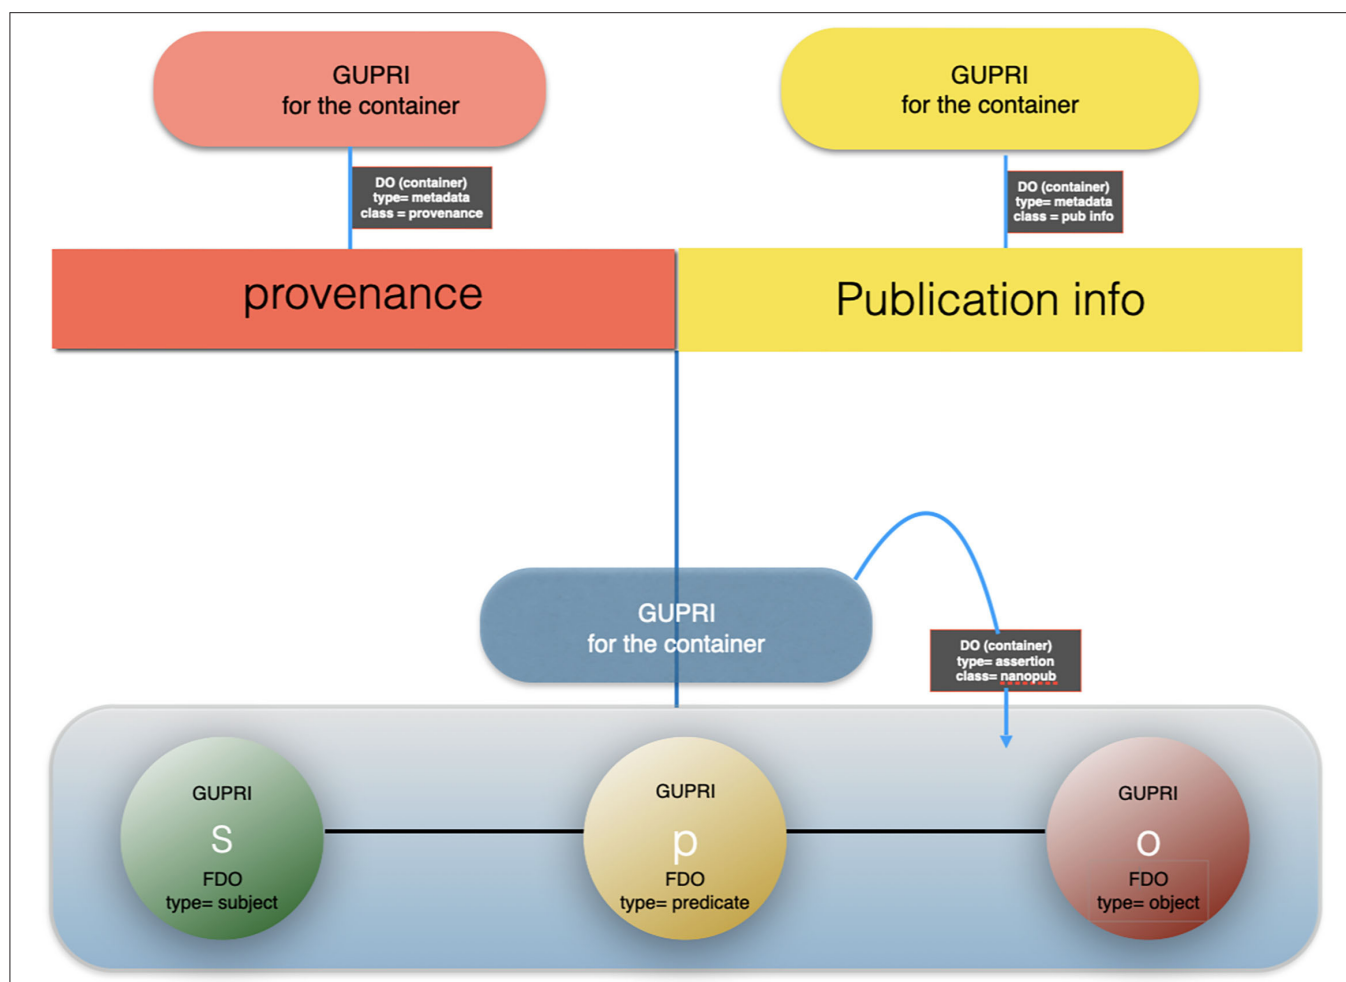 GUPRI
for the container
GUPRI
for the container
DO (container)
type= metadata
class = provenance
DO (container)
type= metadata
class = pub info
provenance
Publication info
GUPRI
for the container
DO (container)
type= assertion
class= nanopub
GUPRI
S
FDO
type= subject
GUPRI
p
FDO
type= predicate
GUPRI
o
FDO
type= object